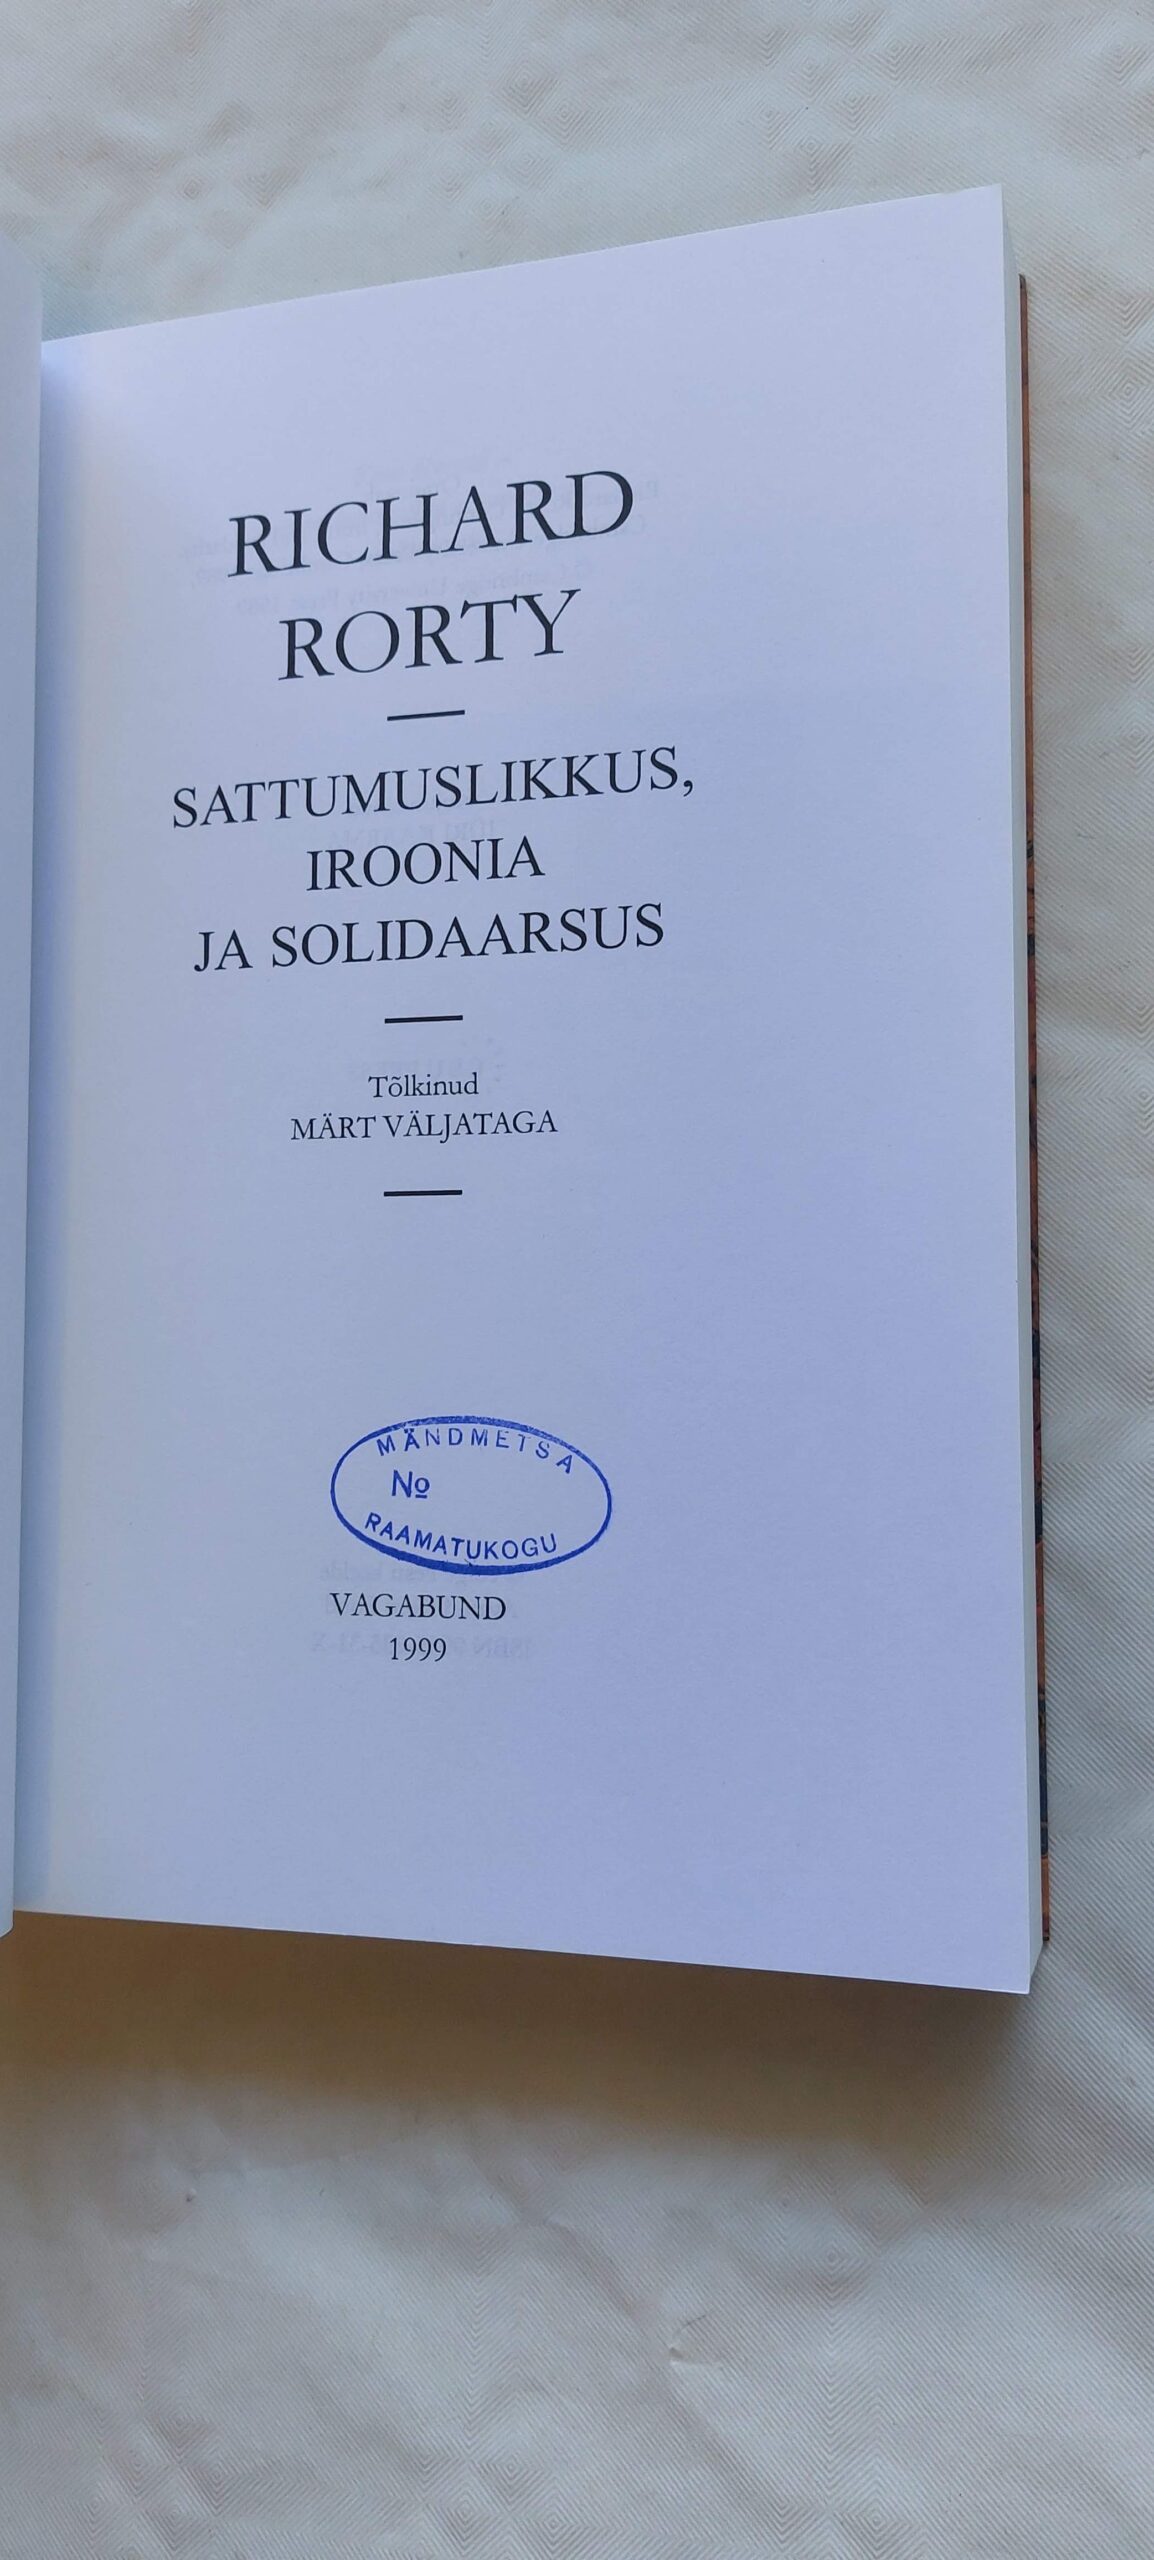 RICHARD
RORTY
SATTUMUSLIKKUS,
IROONIA
JA SOLIDAARSUS
Tõlkinud
MÄRT VÄLJATAGA
MÄNDMETSA
№
RAAMATUKOGU
VAGABUND
1999